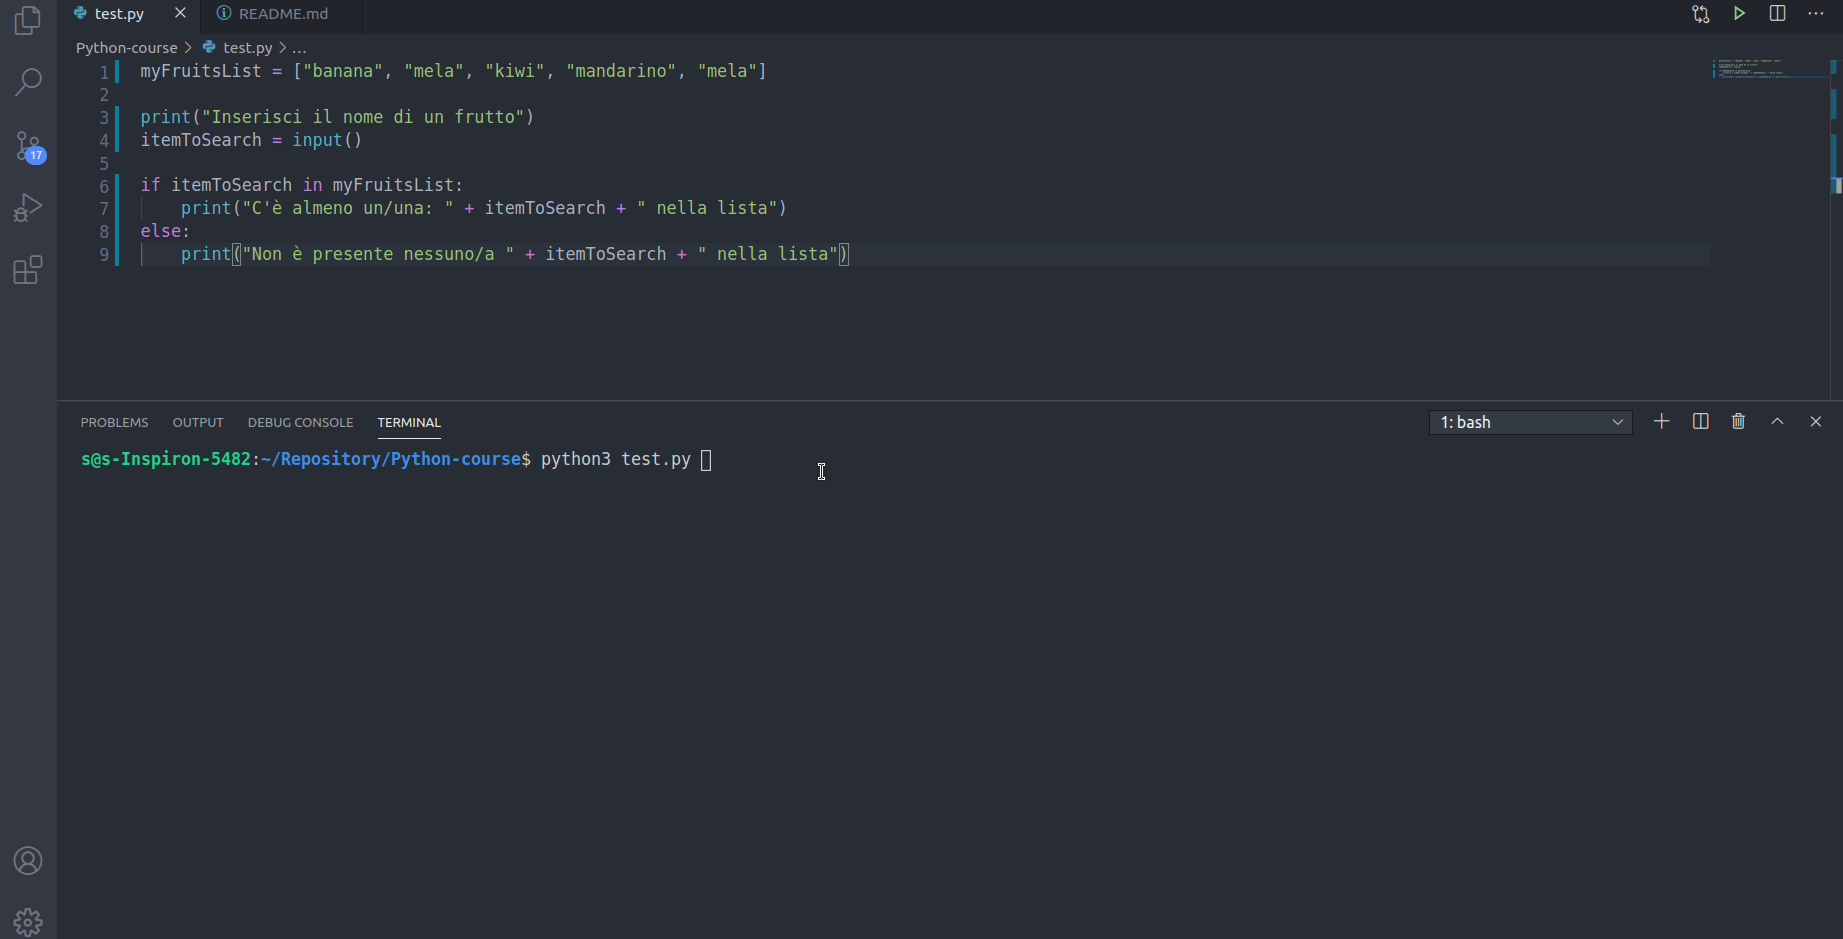 test.py README.md
Python-course > test.py > ...
1 myFruitsList = ["banana", "mela", "kiwi", "mandarino", "mela"]
2
3 print("Inserisci il nome di un frutto")
4 itemToSearch = input()
5
6 if itemToSearch in myFruitsList:
7     print("C'è almeno un/una: " + itemToSearch + " nella lista")
8 else:
9     print("Non è presente nessuno/a " + itemToSearch + " nella lista")
17
PROBLEMS OUTPUT DEBUG CONSOLE TERMINAL 1: bash
s@s-Inspiron-5482:~/Repository/Python-course$ python3 test.py